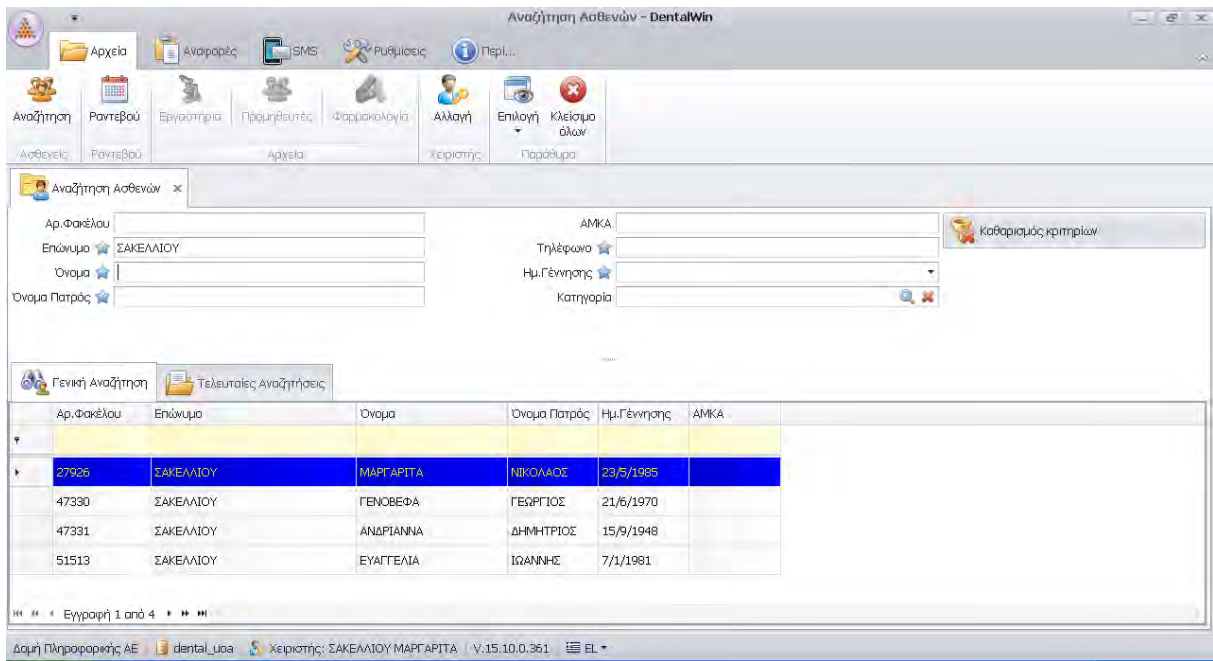 Αναζήτηση Ασθενών - DentalWin
Αρχεία Αναφορές SMS Ρυθμίσεις Περί...
Αναζήτηση Ραντεβού Εργαστήρια Προμηθευτές Φαρμακολογία Αλλαγή Επιλογή Κλείσιμο όλων
Ασθενείς Ραντεβού Αρχεία Χειριστής Παράθυρα
Αναζήτηση Ασθενών
Αρ.Φακέλου ΑΜΚΑ Καθαρισμός κριτηρίων
Επώνυμο ΣΑΚΕΛΛΙΟΥ Τηλέφωνο
Όνομα Ημ.Γέννησης
Όνομα Πατρός Κατηγορία
Γενική Αναζήτηση Τελευταίες Αναζητήσεις
Αρ.Φακέλου Επώνυμο Όνομα Όνομα Πατρός Ημ.Γέννησης ΑΜΚΑ
27926 ΣΑΚΕΛΛΙΟΥ ΜΑΡΓΑΡΙΤΑ ΝΙΚΟΛΑΟΣ 23/5/1985
47330 ΣΑΚΕΛΛΙΟΥ ΓΕΝΟΒΕΦΑ ΓΕΩΡΓΙΟΣ 21/6/1970
47331 ΣΑΚΕΛΛΙΟΥ ΑΝΔΡΙΑΝΝΑ ΔΗΜΗΤΡΙΟΣ 15/9/1948
51513 ΣΑΚΕΛΛΙΟΥ ΕΥΑΓΓΕΛΙΑ ΙΩΑΝΝΗΣ 7/1/1981
Εγγραφή 1 από 4
Δομή Πληροφορικής ΑΕ dental_uoa Χειριστής: ΣΑΚΕΛΛΙΟΥ ΜΑΡΓΑΡΙΤΑ V.15.10.0.361 EL